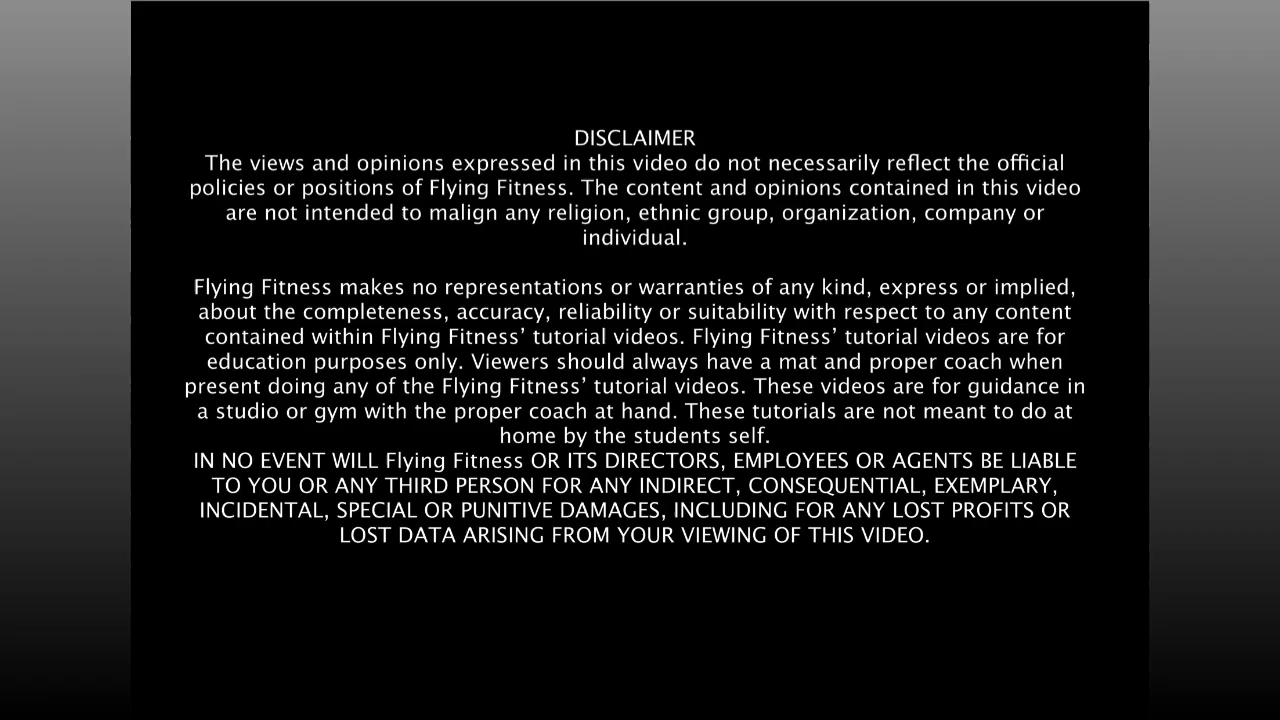 DISCLAIMER
The views and opinions expressed in this video do not necessarily reflect the official
policies or positions of Flying Fitness. The content and opinions contained in this video
are not intended to malign any religion, ethnic group, organization, company or
individual.
Flying Fitness makes no representations or warranties of any kind, express or implied,
about the completeness, accuracy, reliability or suitability with respect to any content
contained within Flying Fitness’ tutorial videos. Flying Fitness’ tutorial videos are for
education purposes only. Viewers should always have a mat and proper coach when
present doing any of the Flying Fitness’ tutorial videos. These videos are for guidance in
a studio or gym with the proper coach at hand. These tutorials are not meant to do at
home by the students self.
IN NO EVENT WILL Flying Fitness OR ITS DIRECTORS, EMPLOYEES OR AGENTS BE LIABLE
TO YOU OR ANY THIRD PERSON FOR ANY INDIRECT, CONSEQUENTIAL, EXEMPLARY,
INCIDENTAL, SPECIAL OR PUNITIVE DAMAGES, INCLUDING FOR ANY LOST PROFITS OR
LOST DATA ARISING FROM YOUR VIEWING OF THIS VIDEO.